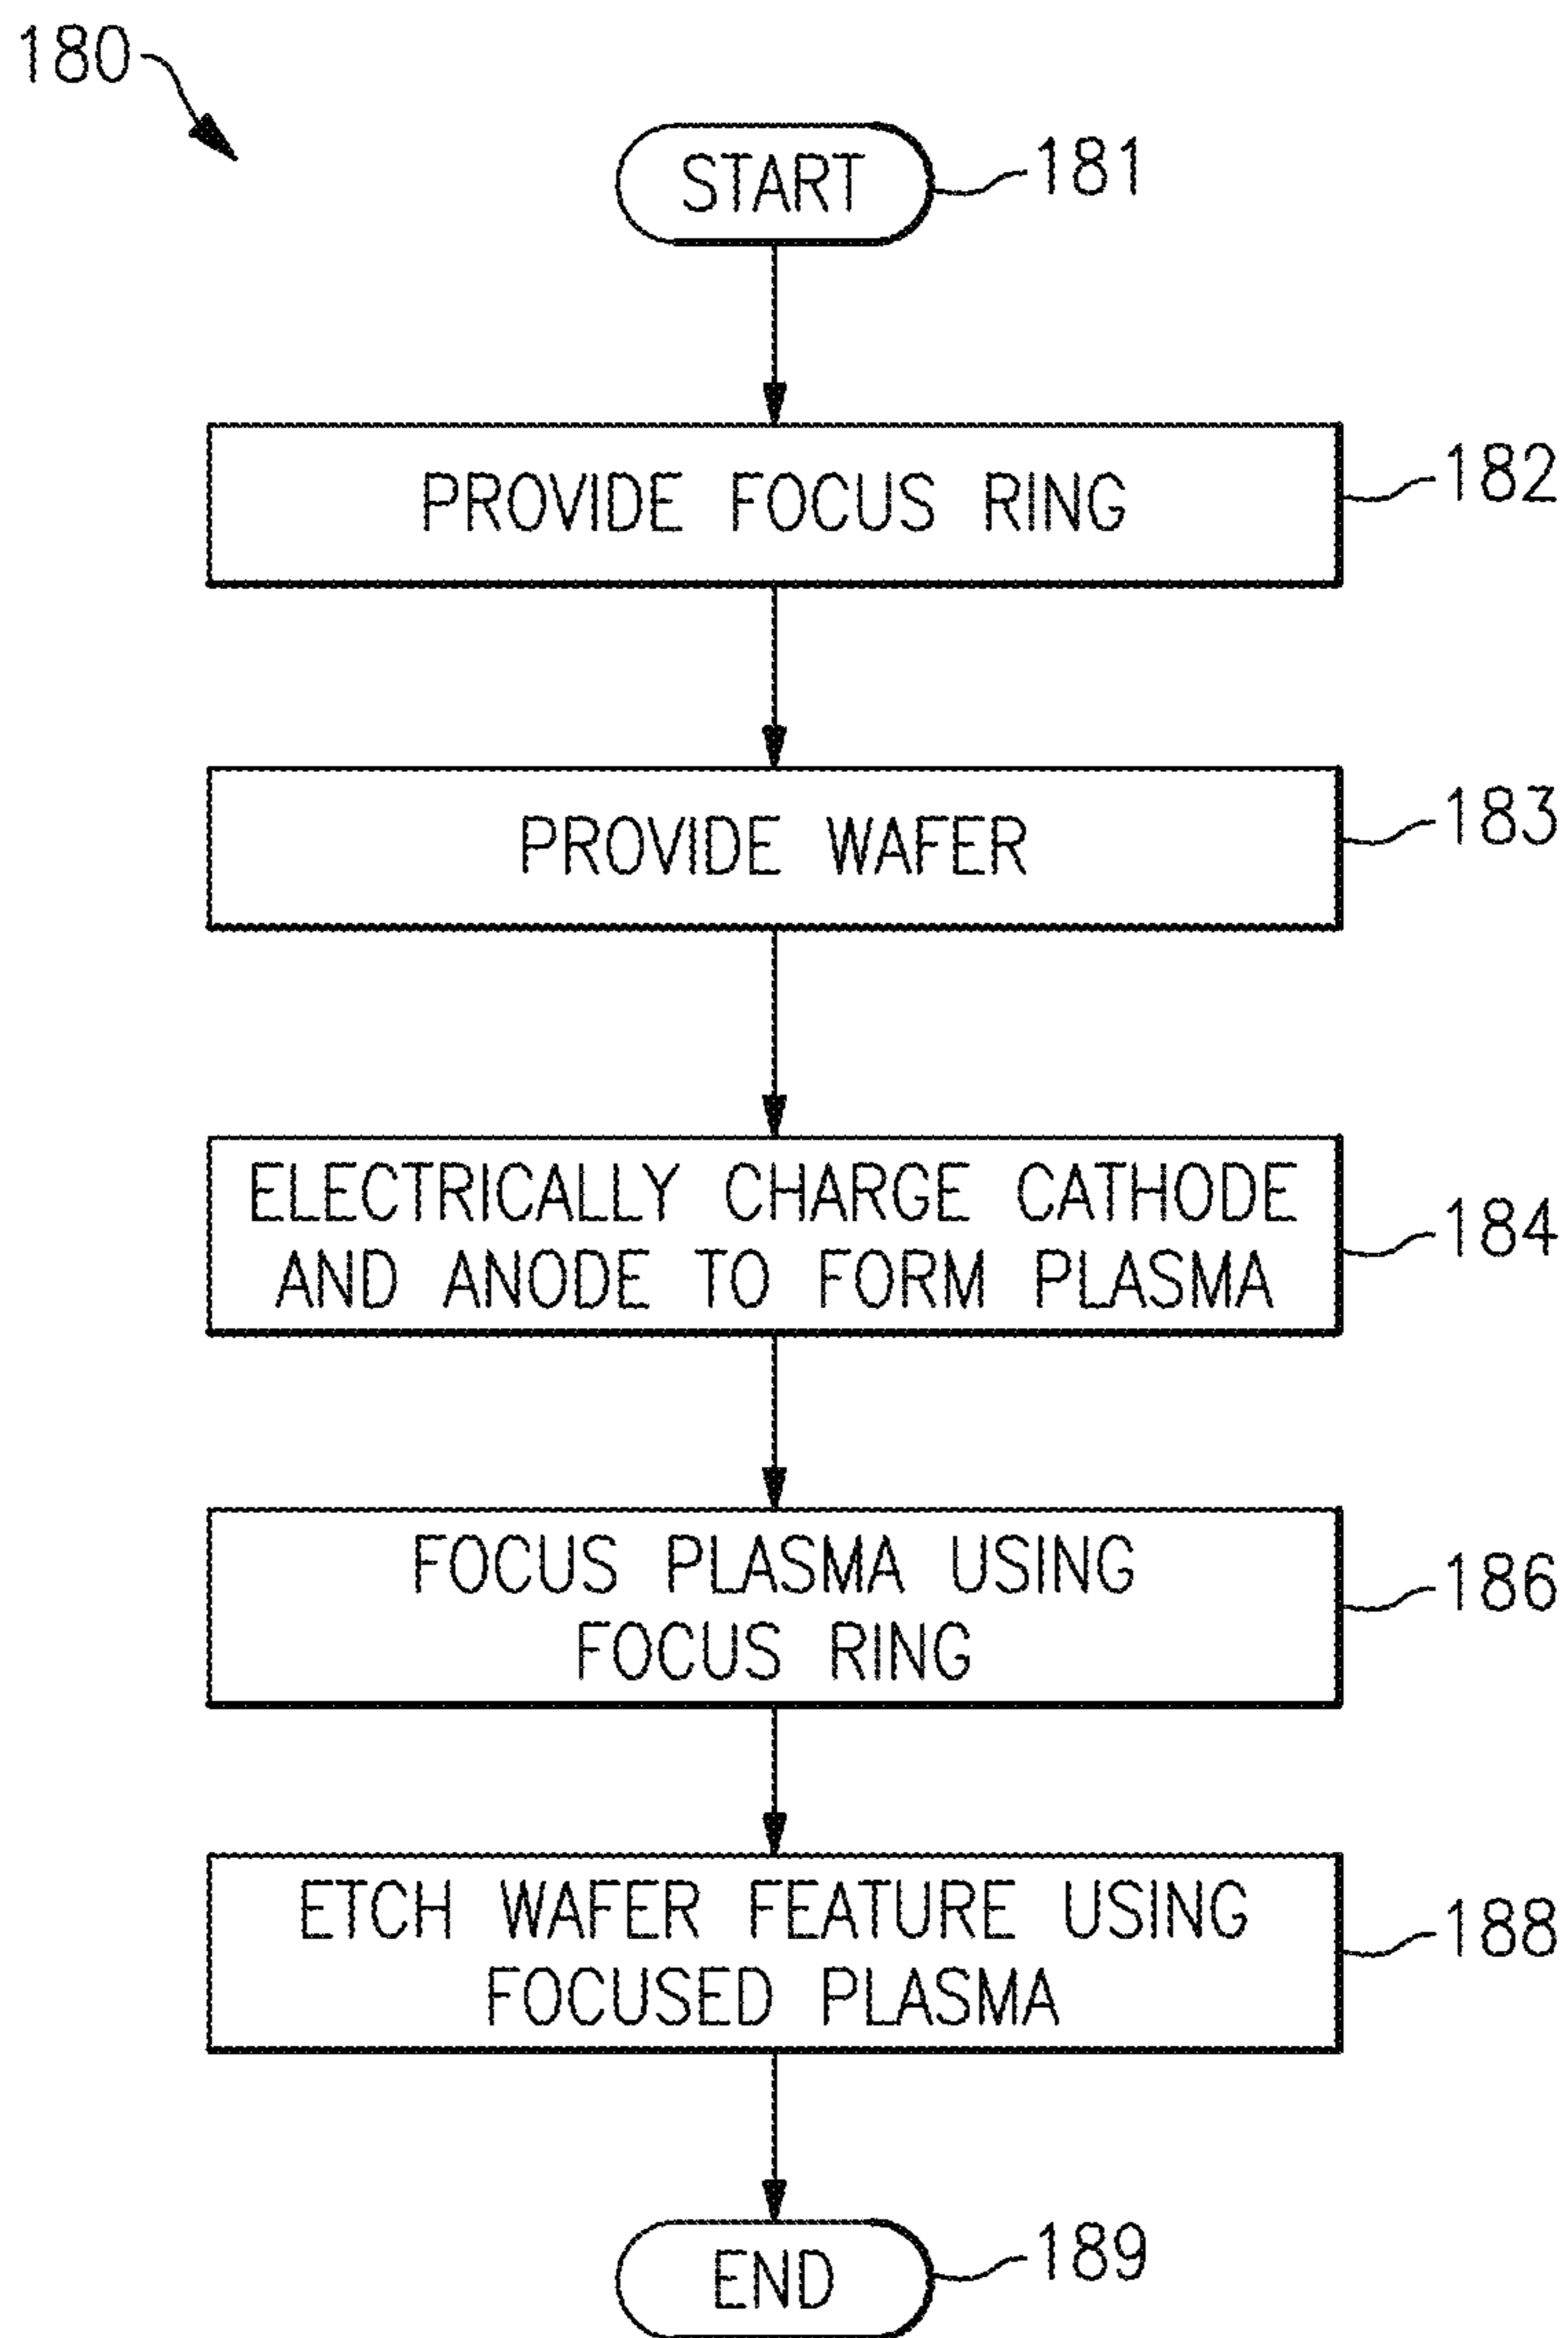 180
START
181
PROVIDE FOCUS RING
182
PROVIDE WAFER
183
ELECTRICALLY CHARGE CATHODE
AND ANODE TO FORM PLASMA
184
FOCUS PLASMA USING
FOCUS RING
186
ETCH WAFER FEATURE USING
FOCUSED PLASMA
188
END
189